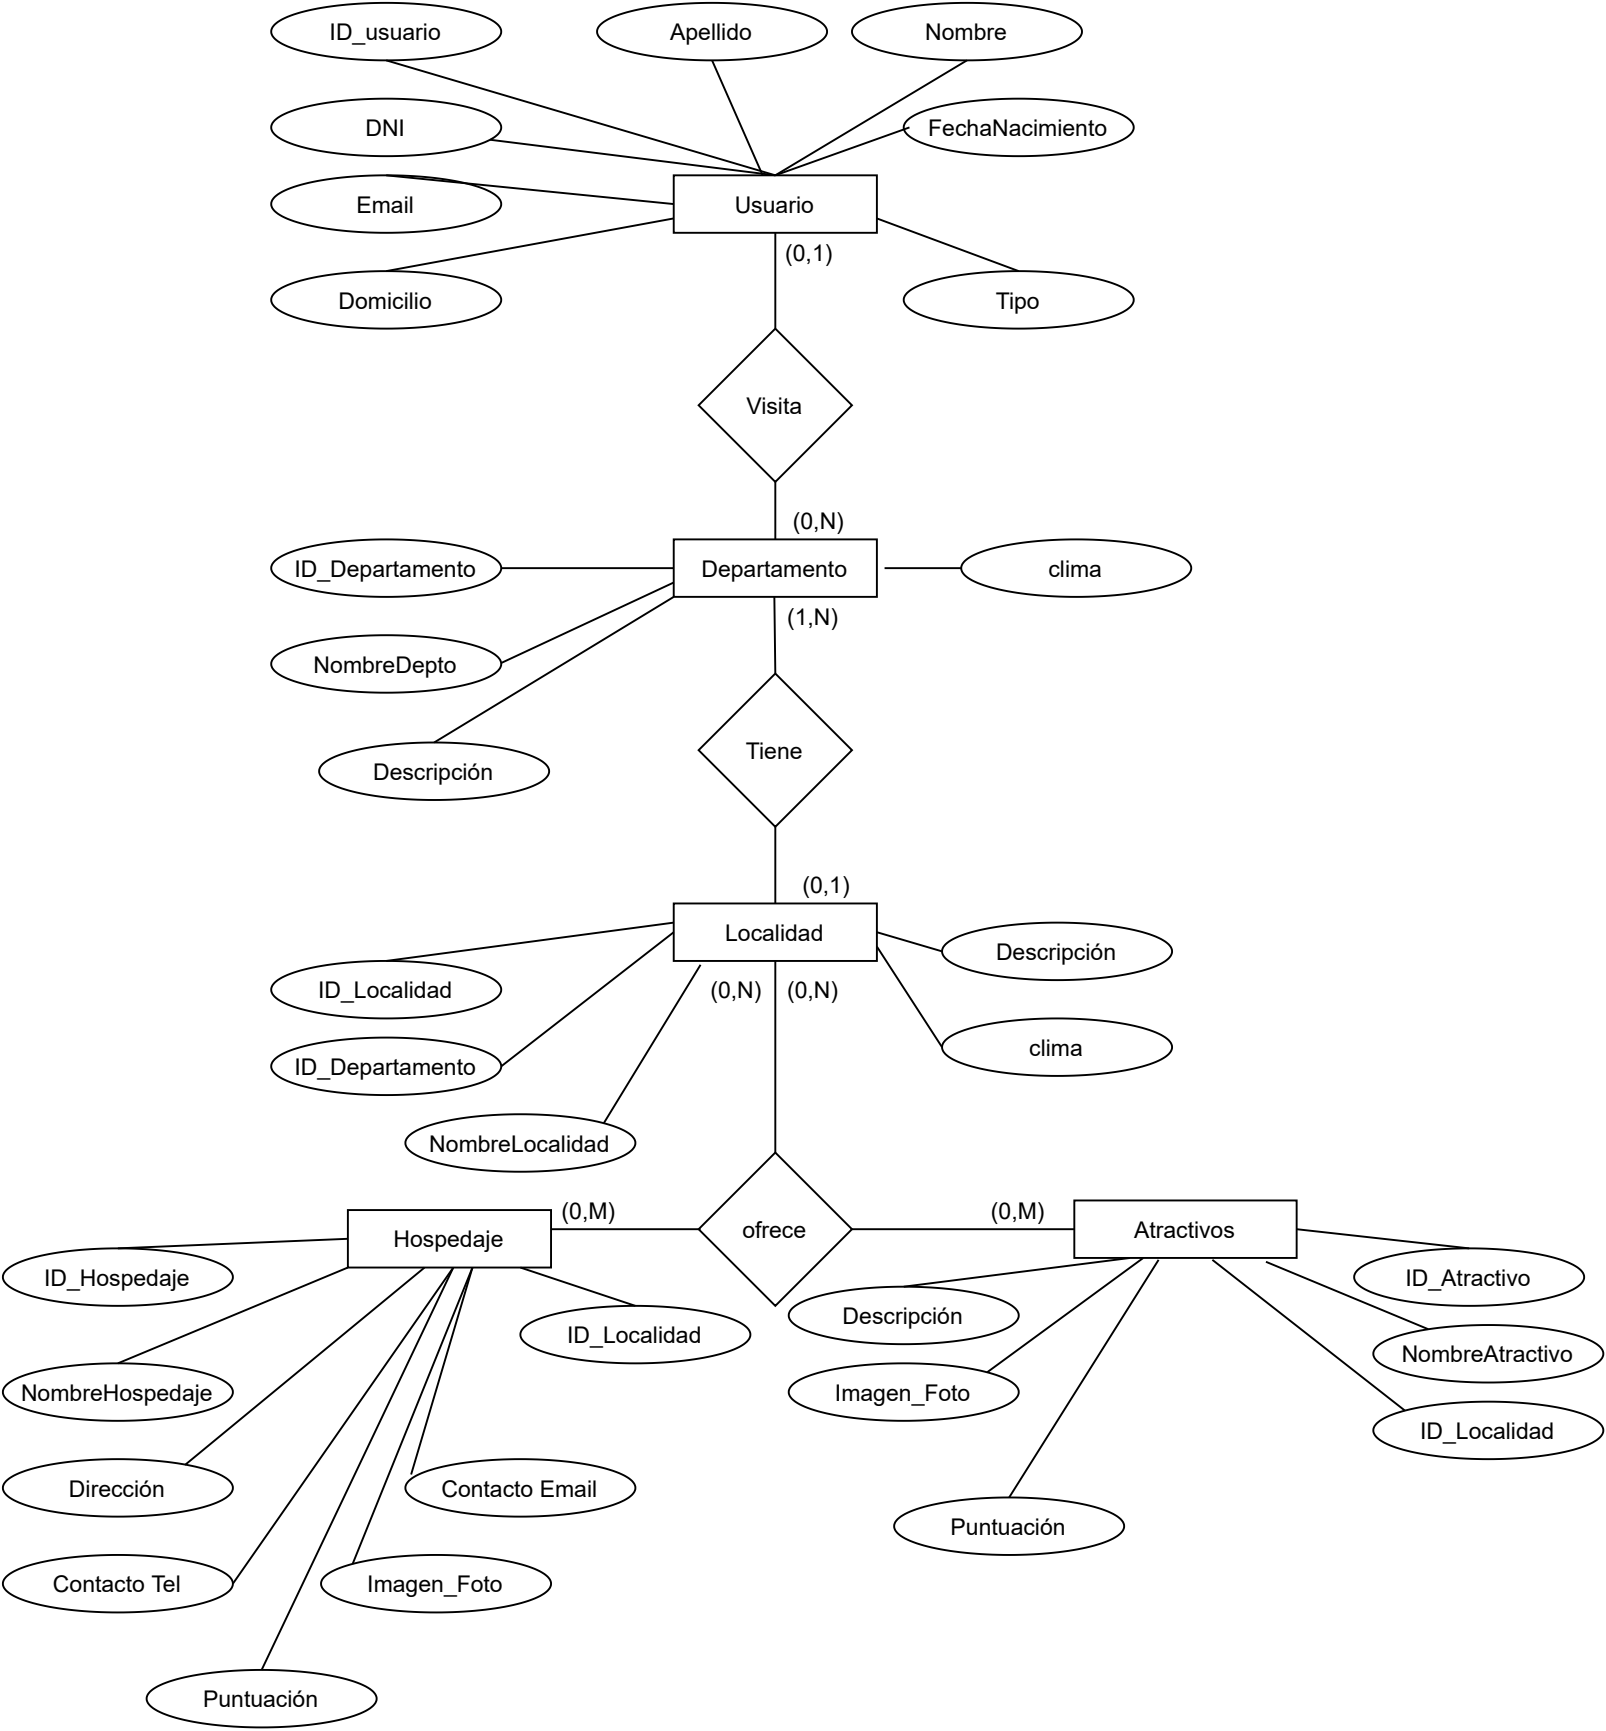 ID_usuario
Apellido
Nombre
DNI
FechaNacimiento
Email
Usuario
(0,1)
Domicilio
Tipo
Visita
(0,N)
ID_Departamento
Departamento
clima
(1,N)
NombreDepto
Tiene
Descripción
(0,1)
Localidad
Descripción
ID_Localidad
(0,N)
(0,N)
clima
ID_Departamento
NombreLocalidad
(0,M)
(0,M)
Hospedaje
ofrece
Atractivos
ID_Hospedaje
ID_Atractivo
Descripción
ID_Localidad
NombreAtractivo
NombreHospedaje
Imagen_Foto
ID_Localidad
Dirección
Contacto Email
Puntuación
Contacto Tel
Imagen_Foto
Puntuación